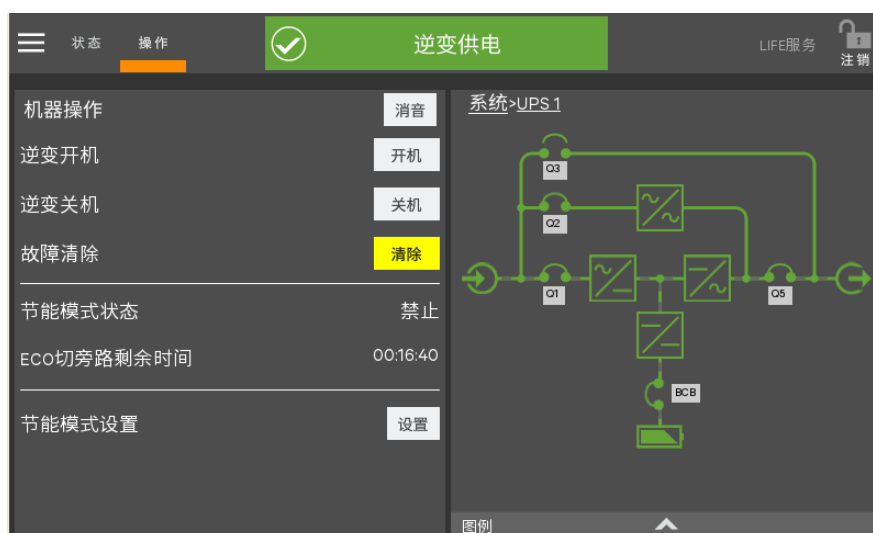 状态 操作 逆变供电 LIFE服务 注销
机器操作 消音
逆变开机 开机
逆变关机 关机
故障清除 清除
节能模式状态 禁止
ECO切旁路剩余时间 00:16:40
节能模式设置 设置
系统>UPS 1
Q3
Q2
Q1 Q5
BCB
图例